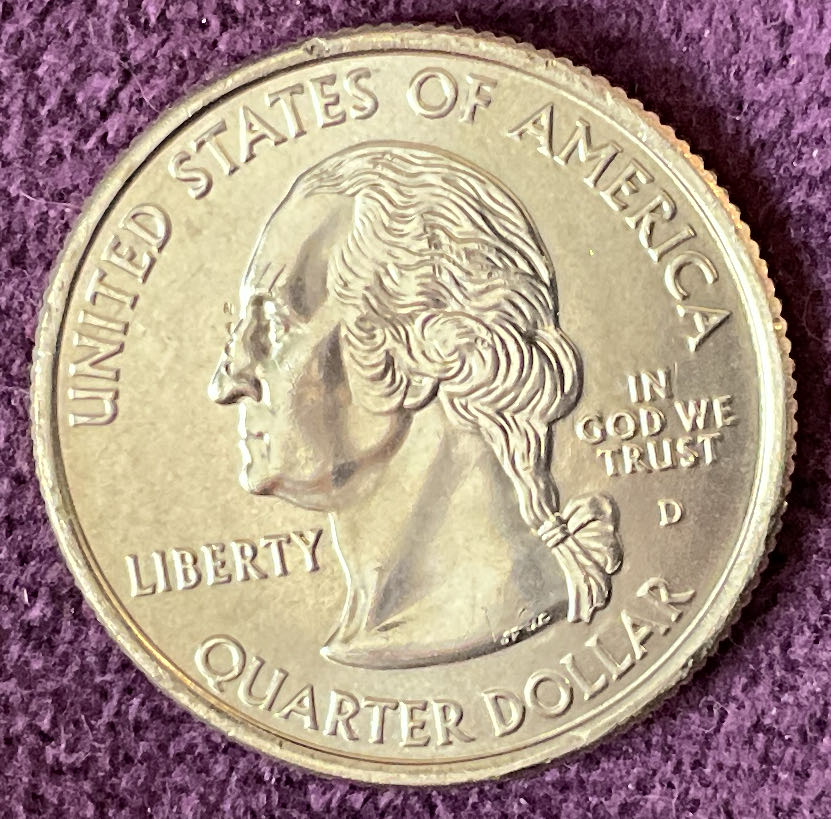 UNITED STATES OF AMERICA
IN
GOD WE
TRUST
D
LIBERTY
QUARTER DOLLAR